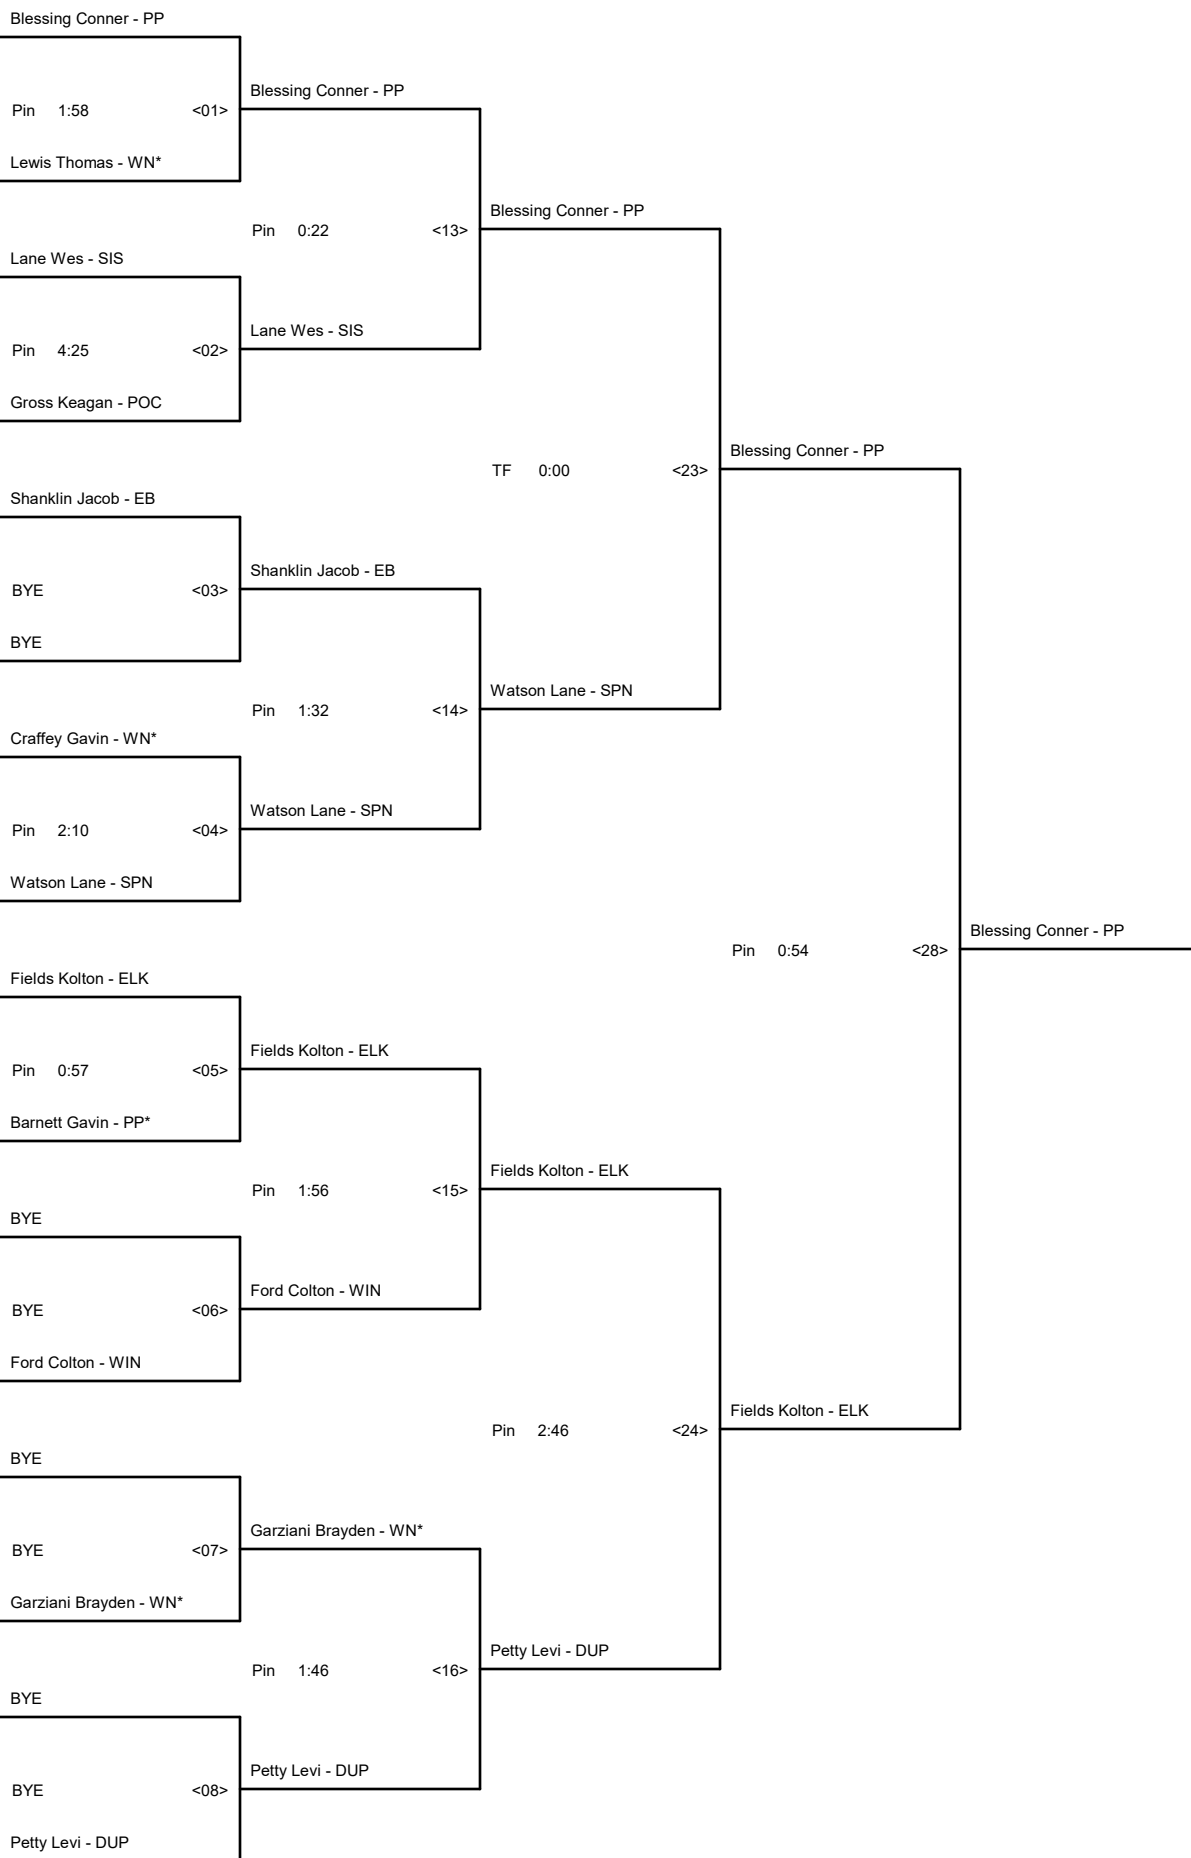 Blessing Conner - PP
Pin 1:58 <01>
Lewis Thomas - WN*
Lane Wes - SIS
Pin 4:25 <02>
Gross Keagan - POC
Shanklin Jacob - EB
BYE <03>
BYE
Craffey Gavin - WN*
Pin 2:10 <04>
Watson Lane - SPN
Fields Kolton - ELK
Pin 0:57 <05>
Barnett Gavin - PP*
BYE
BYE <06>
Ford Colton - WIN
BYE
BYE <07>
Garziani Brayden - WN*
BYE
BYE <08>
Petty Levi - DUP
Blessing Conner - PP
Pin 0:22 <13>
Lane Wes - SIS
Shanklin Jacob - EB
Pin 1:32 <14>
Watson Lane - SPN
Fields Kolton - ELK
Pin 1:56 <15>
Ford Colton - WIN
Garziani Brayden - WN*
Pin 1:46 <16>
Petty Levi - DUP
Blessing Conner - PP
TF 0:00 <23>
Watson Lane - SPN
Fields Kolton - ELK
Pin 2:46 <24>
Petty Levi - DUP
Blessing Conner - PP
Pin 0:54 <28>
Fields Kolton - ELK
Blessing Conner - PP